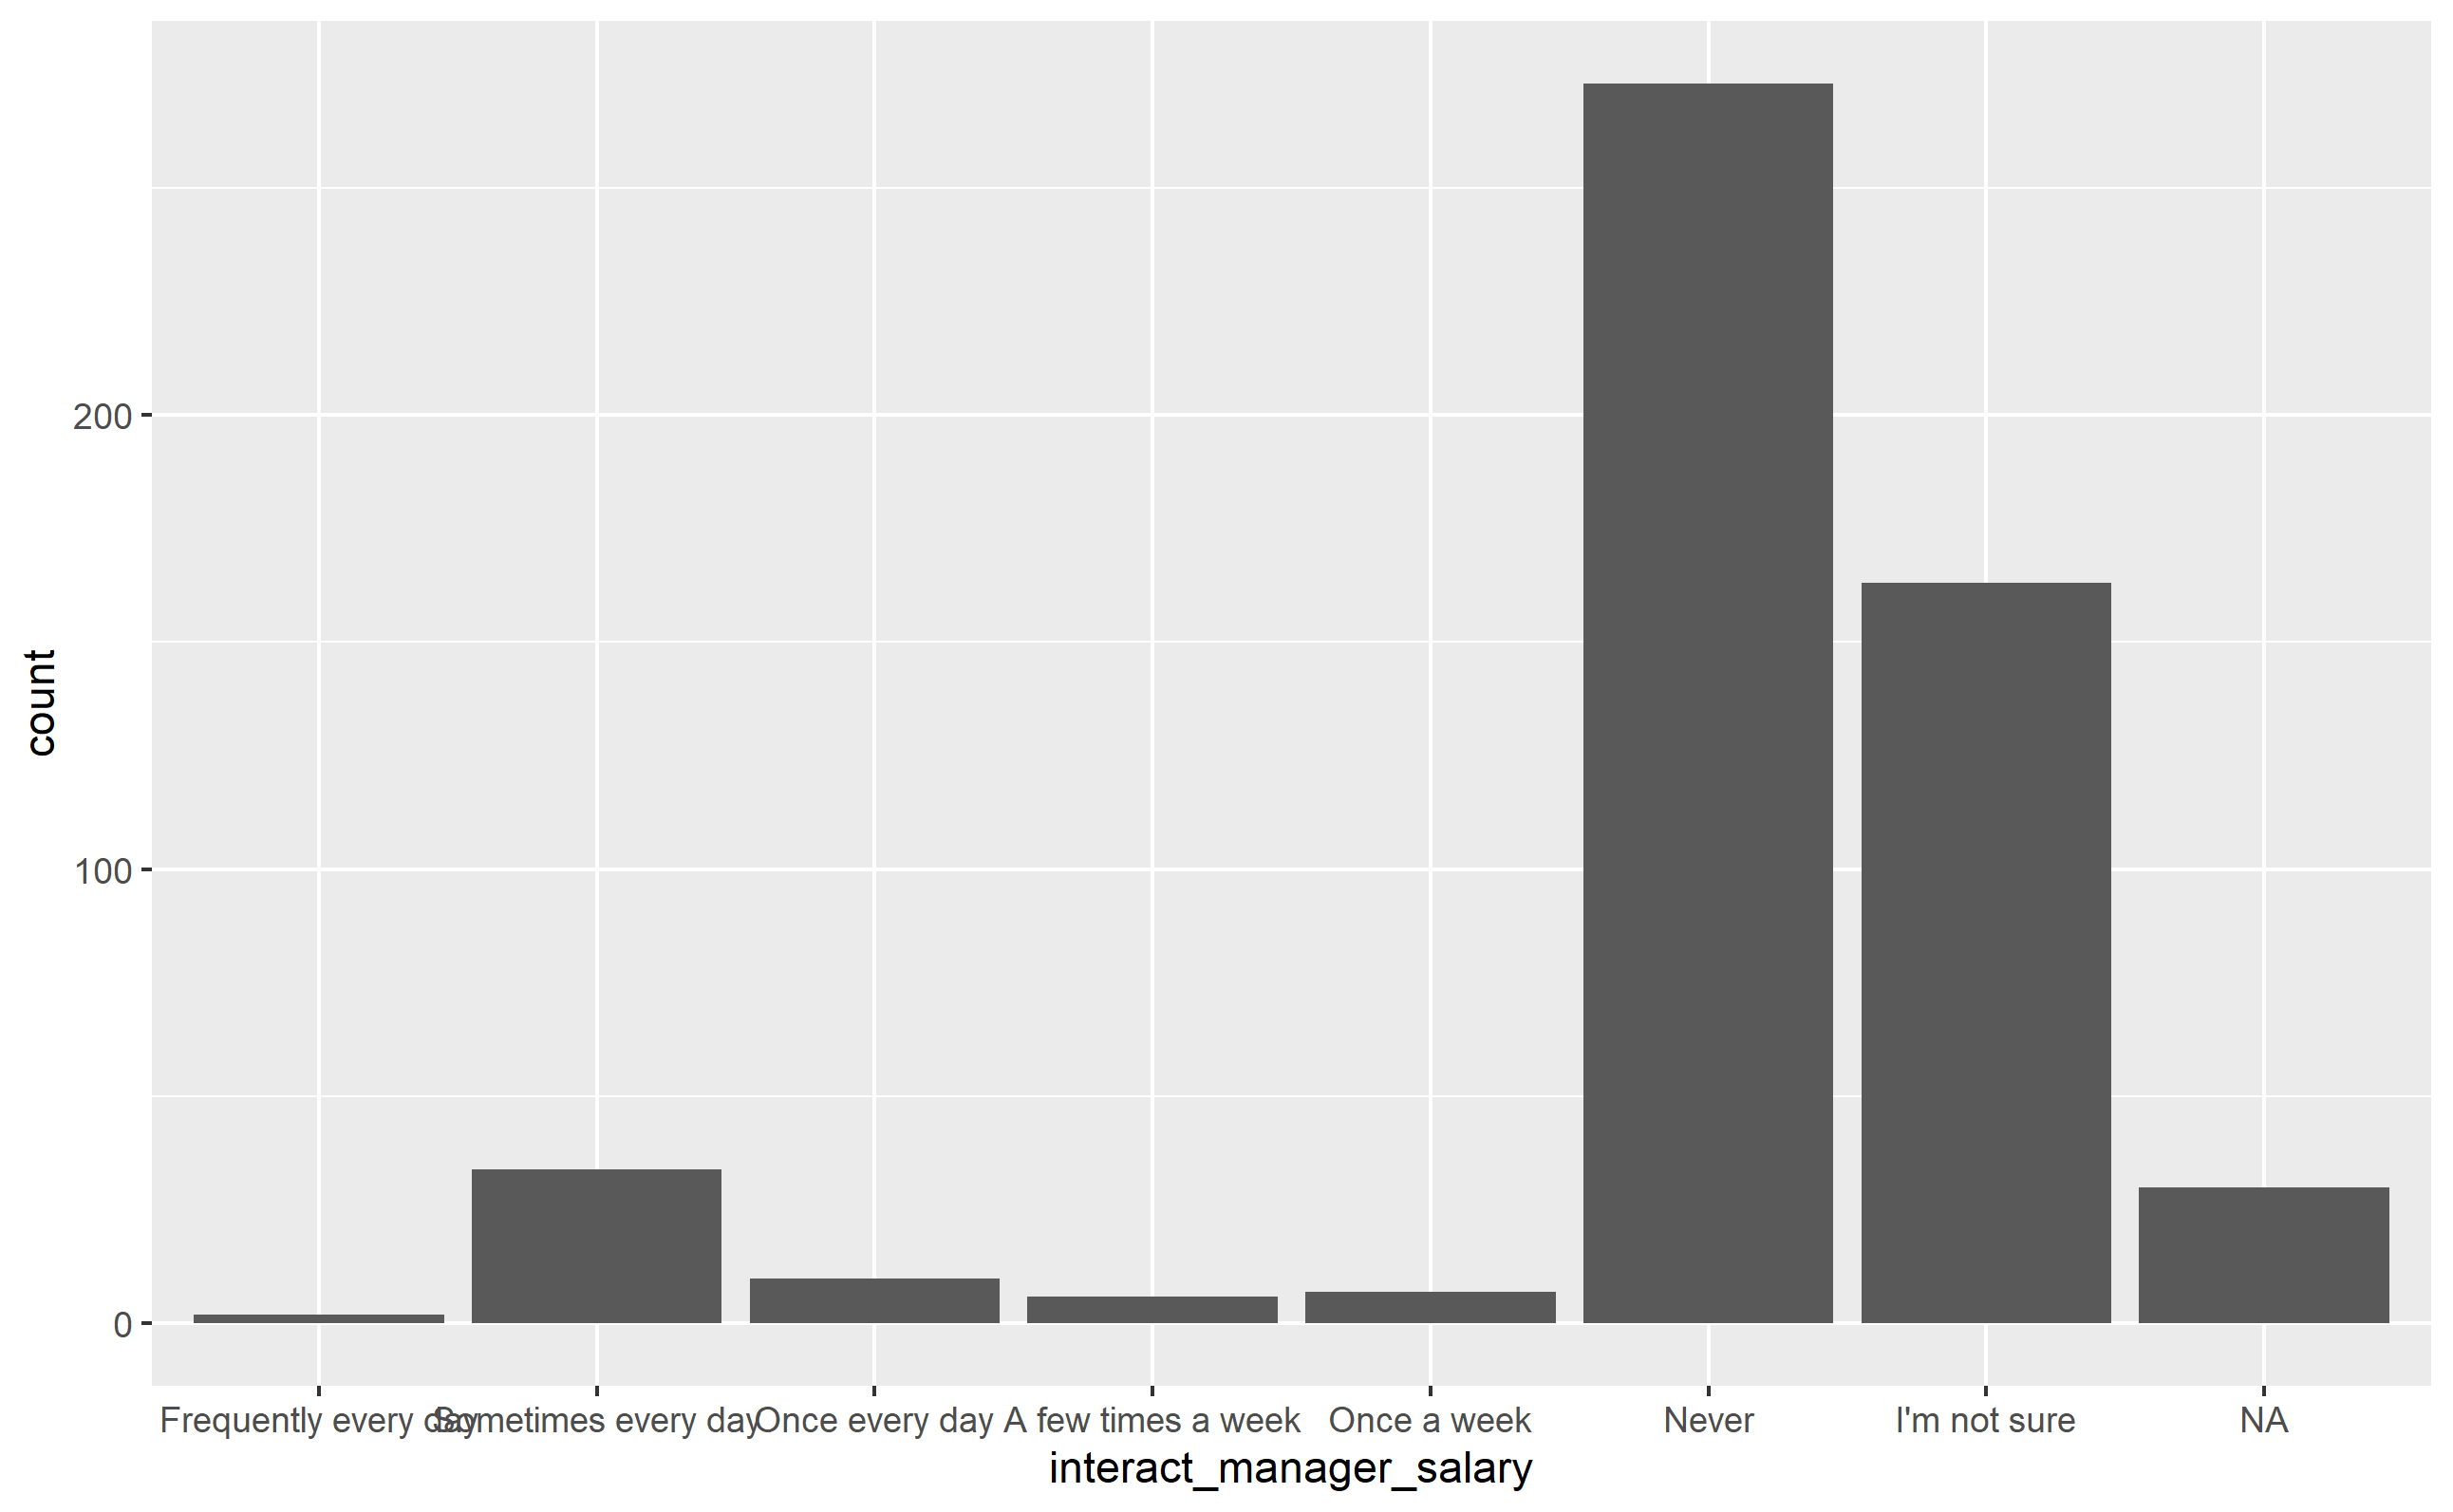 count
200
100
0
Frequently every day Sometimes every day Once every day A few times a week Once a week Never I'm not sure NA
interact_manager_salary